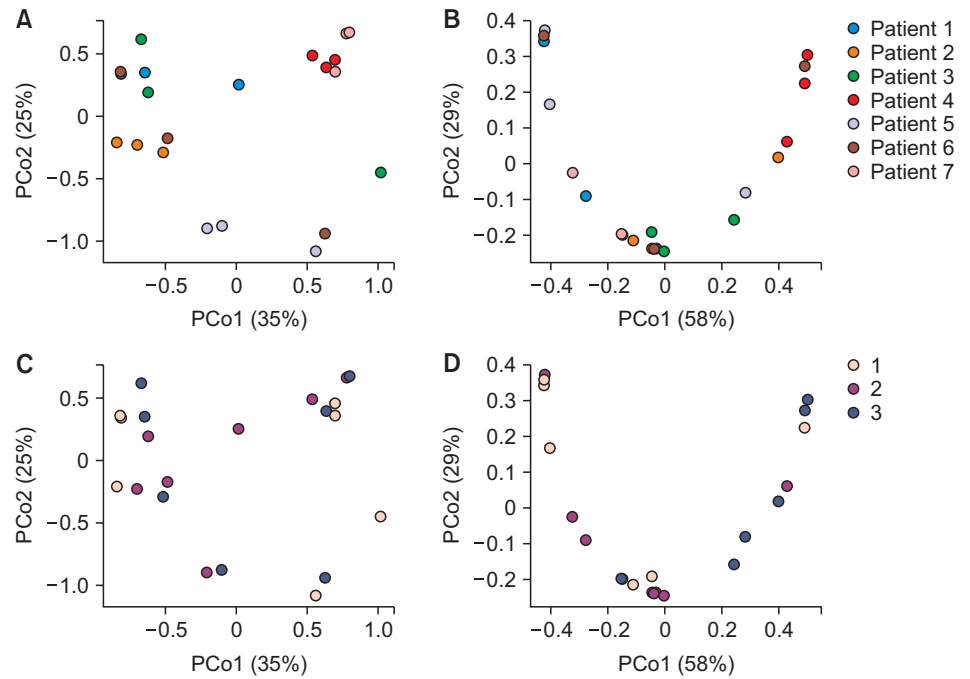 A
0.5
0
−0.5
−1.0
PCo2 (25%)
−0.5
0
0.5
1.0
PCo1 (35%)
B
0.4
0.3
0.2
0.1
0
−0.1
−0.2
PCo2 (29%)
−0.4
−0.2
0
0.2
0.4
PCo1 (58%)
Patient 1
Patient 2
Patient 3
Patient 4
Patient 5
Patient 6
Patient 7
C
0.5
0
−0.5
−1.0
PCo2 (25%)
−0.5
0
0.5
1.0
PCo1 (35%)
D
0.4
0.3
0.2
0.1
0
−0.1
−0.2
PCo2 (29%)
−0.4
−0.2
0
0.2
0.4
PCo1 (58%)
1
2
3